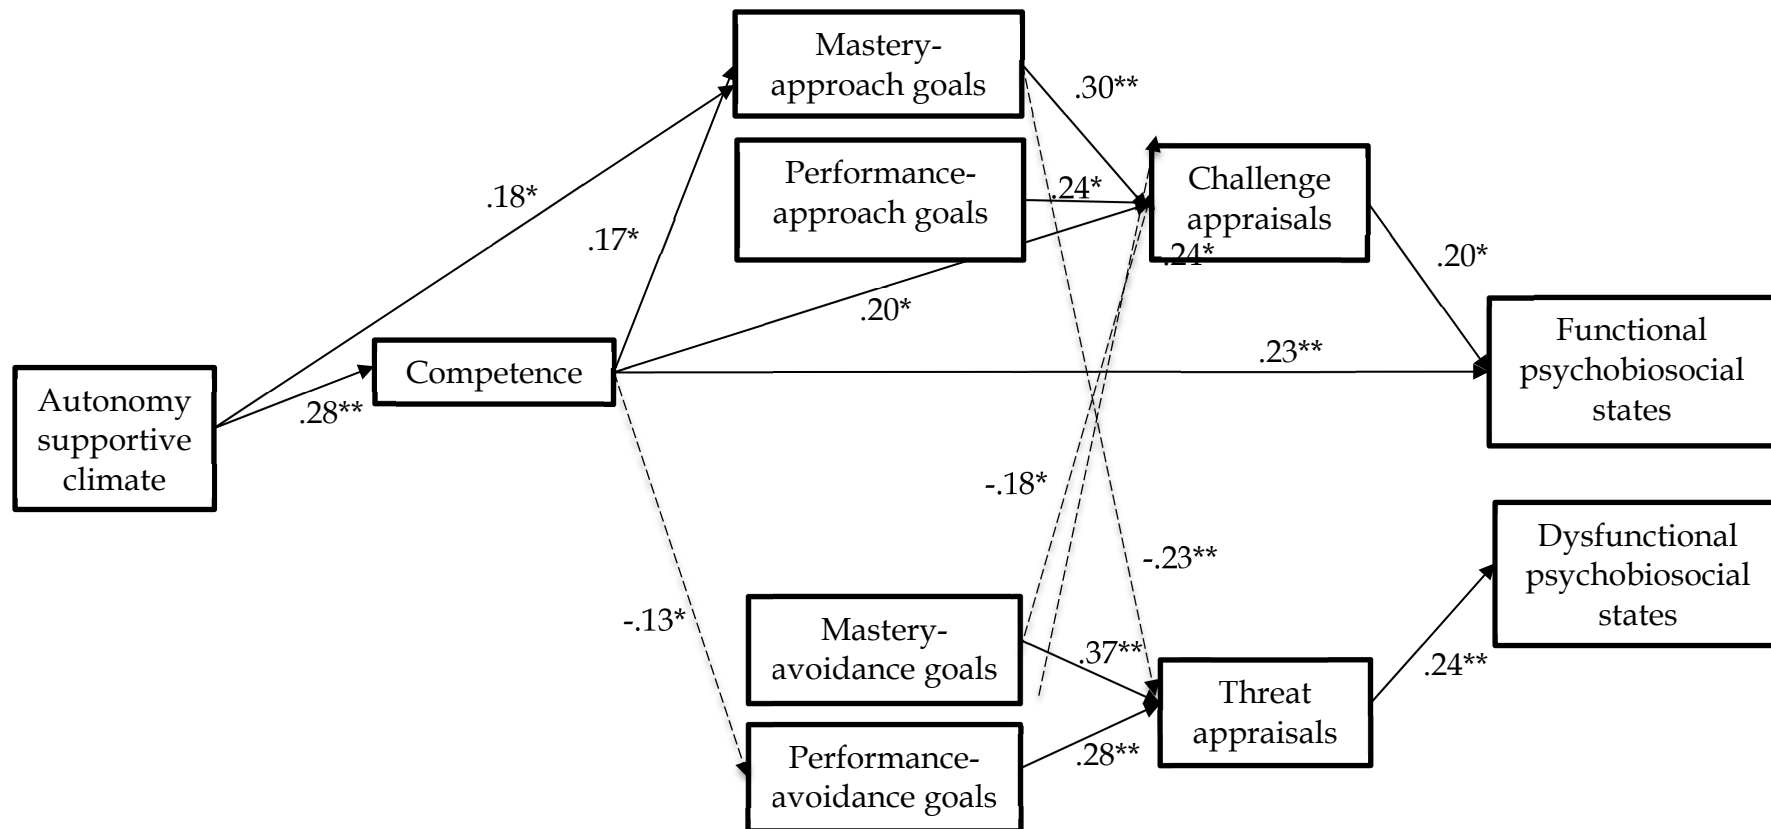 Mastery-
approach goals
.30**
Performance-
approach goals
.24*
Challenge
appraisals
.18*
.17*
.24*
.20*
.20*
Functional
psychobiosocial
states
Competence
.23**
Autonomy
supportive
climate
.28**
-.18*
-.23**
Dysfunctional
psychobiosocial
states
-.13*
Mastery-
avoidance goals
.37**
Threat
appraisals
.24**
Performance-
avoidance goals
.28**